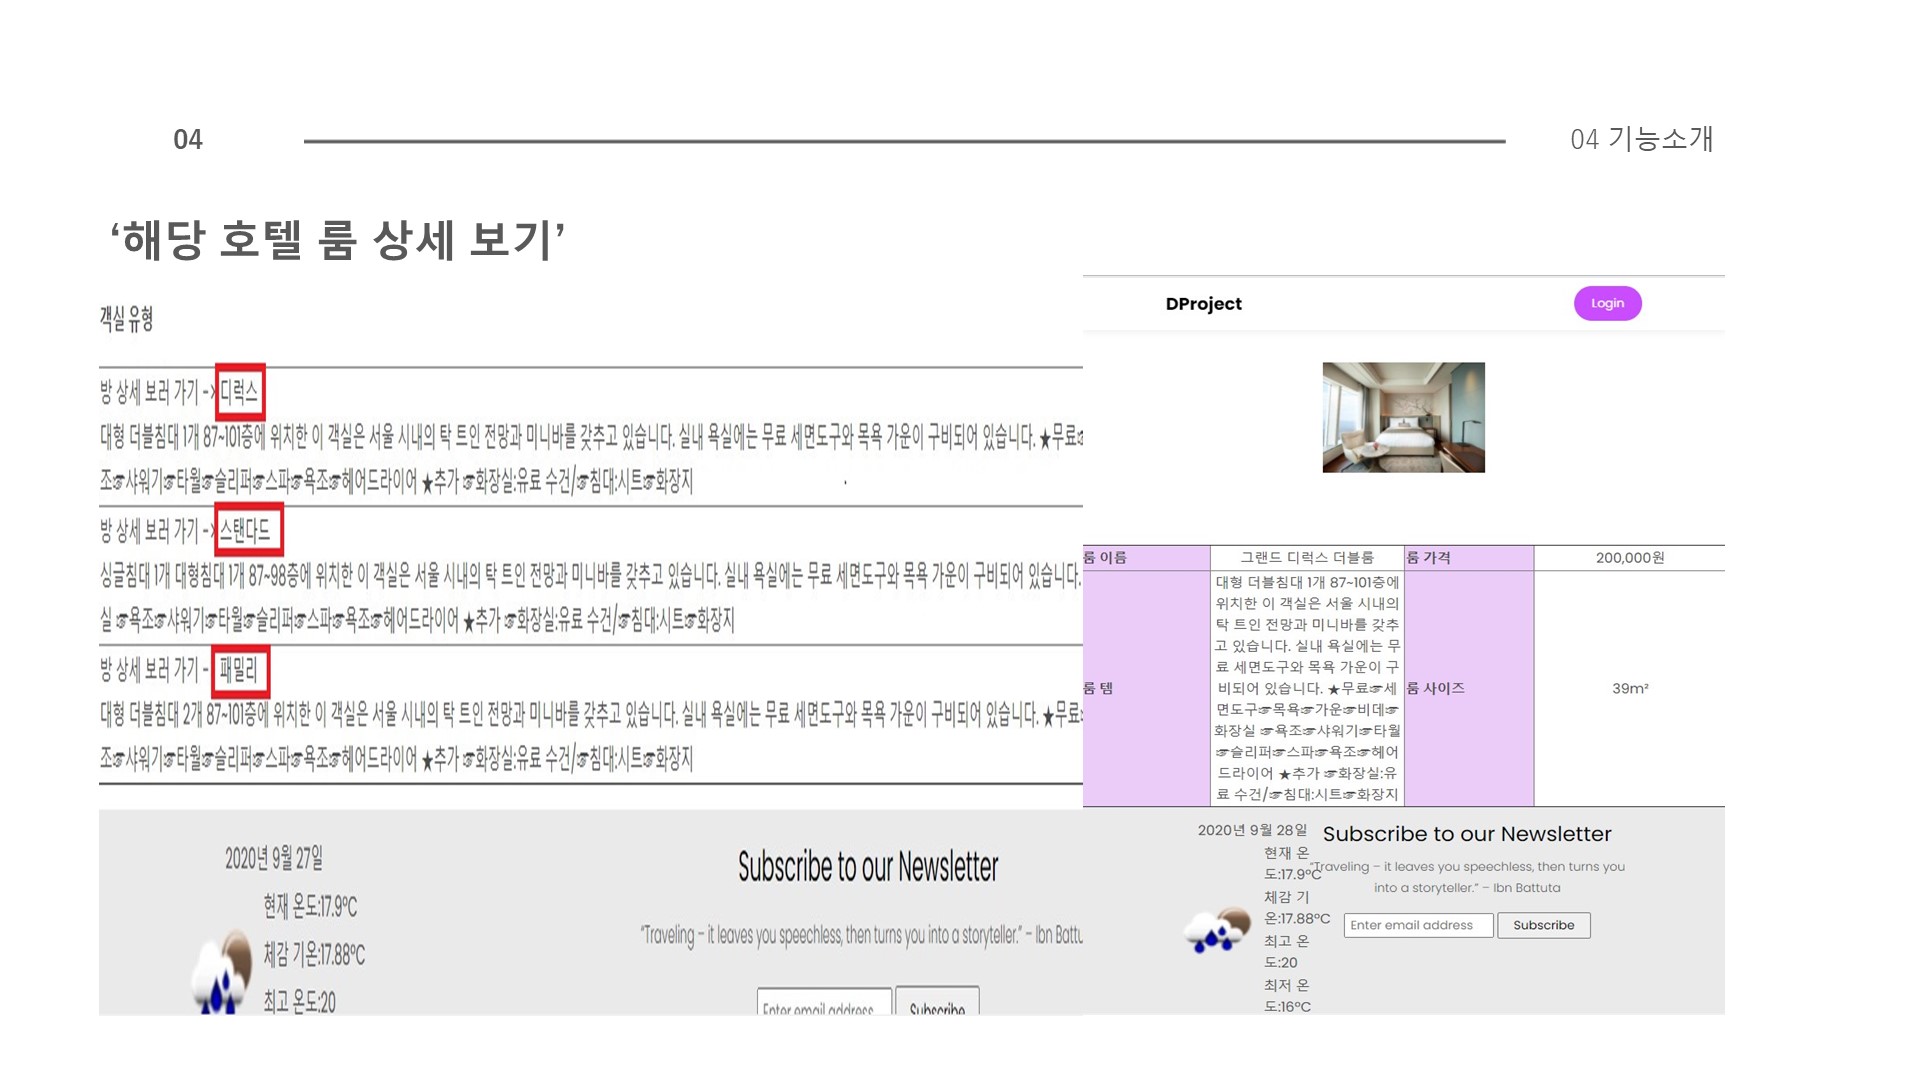 04
04 기능소개
‘해당 호텔 룸 상세 보기’
객실 유형
방 상세 보러 가기 -> 디럭스
대형 더블침대 1개 87~101층에 위치한 이 객실은 서울 시내의 탁 트인 전망과 미니바를 갖추고 있습니다. 실내 욕실에는 무료 세면도구와 목욕 가운이 구비되어 있습니다. ★무료☞
조☞샤워기☞타월☞슬리퍼☞스파☞욕조☞헤어드라이어 ★추가 ☞화장실:유료 수건/☞침대:시트☞화장지
방 상세 보러 가기 -> 스탠다드
싱글침대 1개 대형침대 1개 87~98층에 위치한 이 객실은 서울 시내의 탁 트인 전망과 미니바를 갖추고 있습니다. 실내 욕실에는 무료 세면도구와 목욕 가운이 구비되어 있습니다.
실 ☞욕조☞샤워기☞타월☞슬리퍼☞스파☞욕조☞헤어드라이어 ★추가 ☞화장실:유료 수건/☞침대:시트☞화장지
방 상세 보러 가기 - 패밀리
대형 더블침대 2개 87~101층에 위치한 이 객실은 서울 시내의 탁 트인 전망과 미니바를 갖추고 있습니다. 실내 욕실에는 무료 세면도구와 목욕 가운이 구비되어 있습니다. ★무료☞
조☞샤워기☞타월☞슬리퍼☞스파☞욕조☞헤어드라이어 ★추가 ☞화장실:유료 수건/☞침대:시트☞화장지
2020년 9월 27일
현재 온도:17.9ºC
체감 기온:17.88ºC
최고 온도:20
Subscribe to our Newsletter
“Traveling – it leaves you speechless, then turns you into a storyteller.” – Ibn Battu
Enter email address
Subscribe
DProject
Login
룸 이름
그랜드 디럭스 더블룸
룸 가격
200,000원
룸 템
대형 더블침대 1개 87~101층에
위치한 이 객실은 서울 시내의
탁 트인 전망과 미니바를 갖추
고 있습니다. 실내 욕실에는 무
료 세면도구와 목욕 가운이 구
비되어 있습니다. ★무료☞세
면도구☞목욕☞가운☞비데☞
화장실 ☞욕조☞샤워기☞타월
☞슬리퍼☞스파☞욕조☞헤어
드라이어 ★추가 ☞화장실:유
료 수건/☞침대:시트☞화장지
룸 사이즈
39m²
2020년 9월 28일
현재 온
도:17.9ºC
체감 기
온:17.88ºC
최고 온
도:20
최저 온
도:16ºC
Subscribe to our Newsletter
“Traveling – it leaves you speechless, then turns you
into a storyteller.” – Ibn Battuta
Enter email address
Subscribe